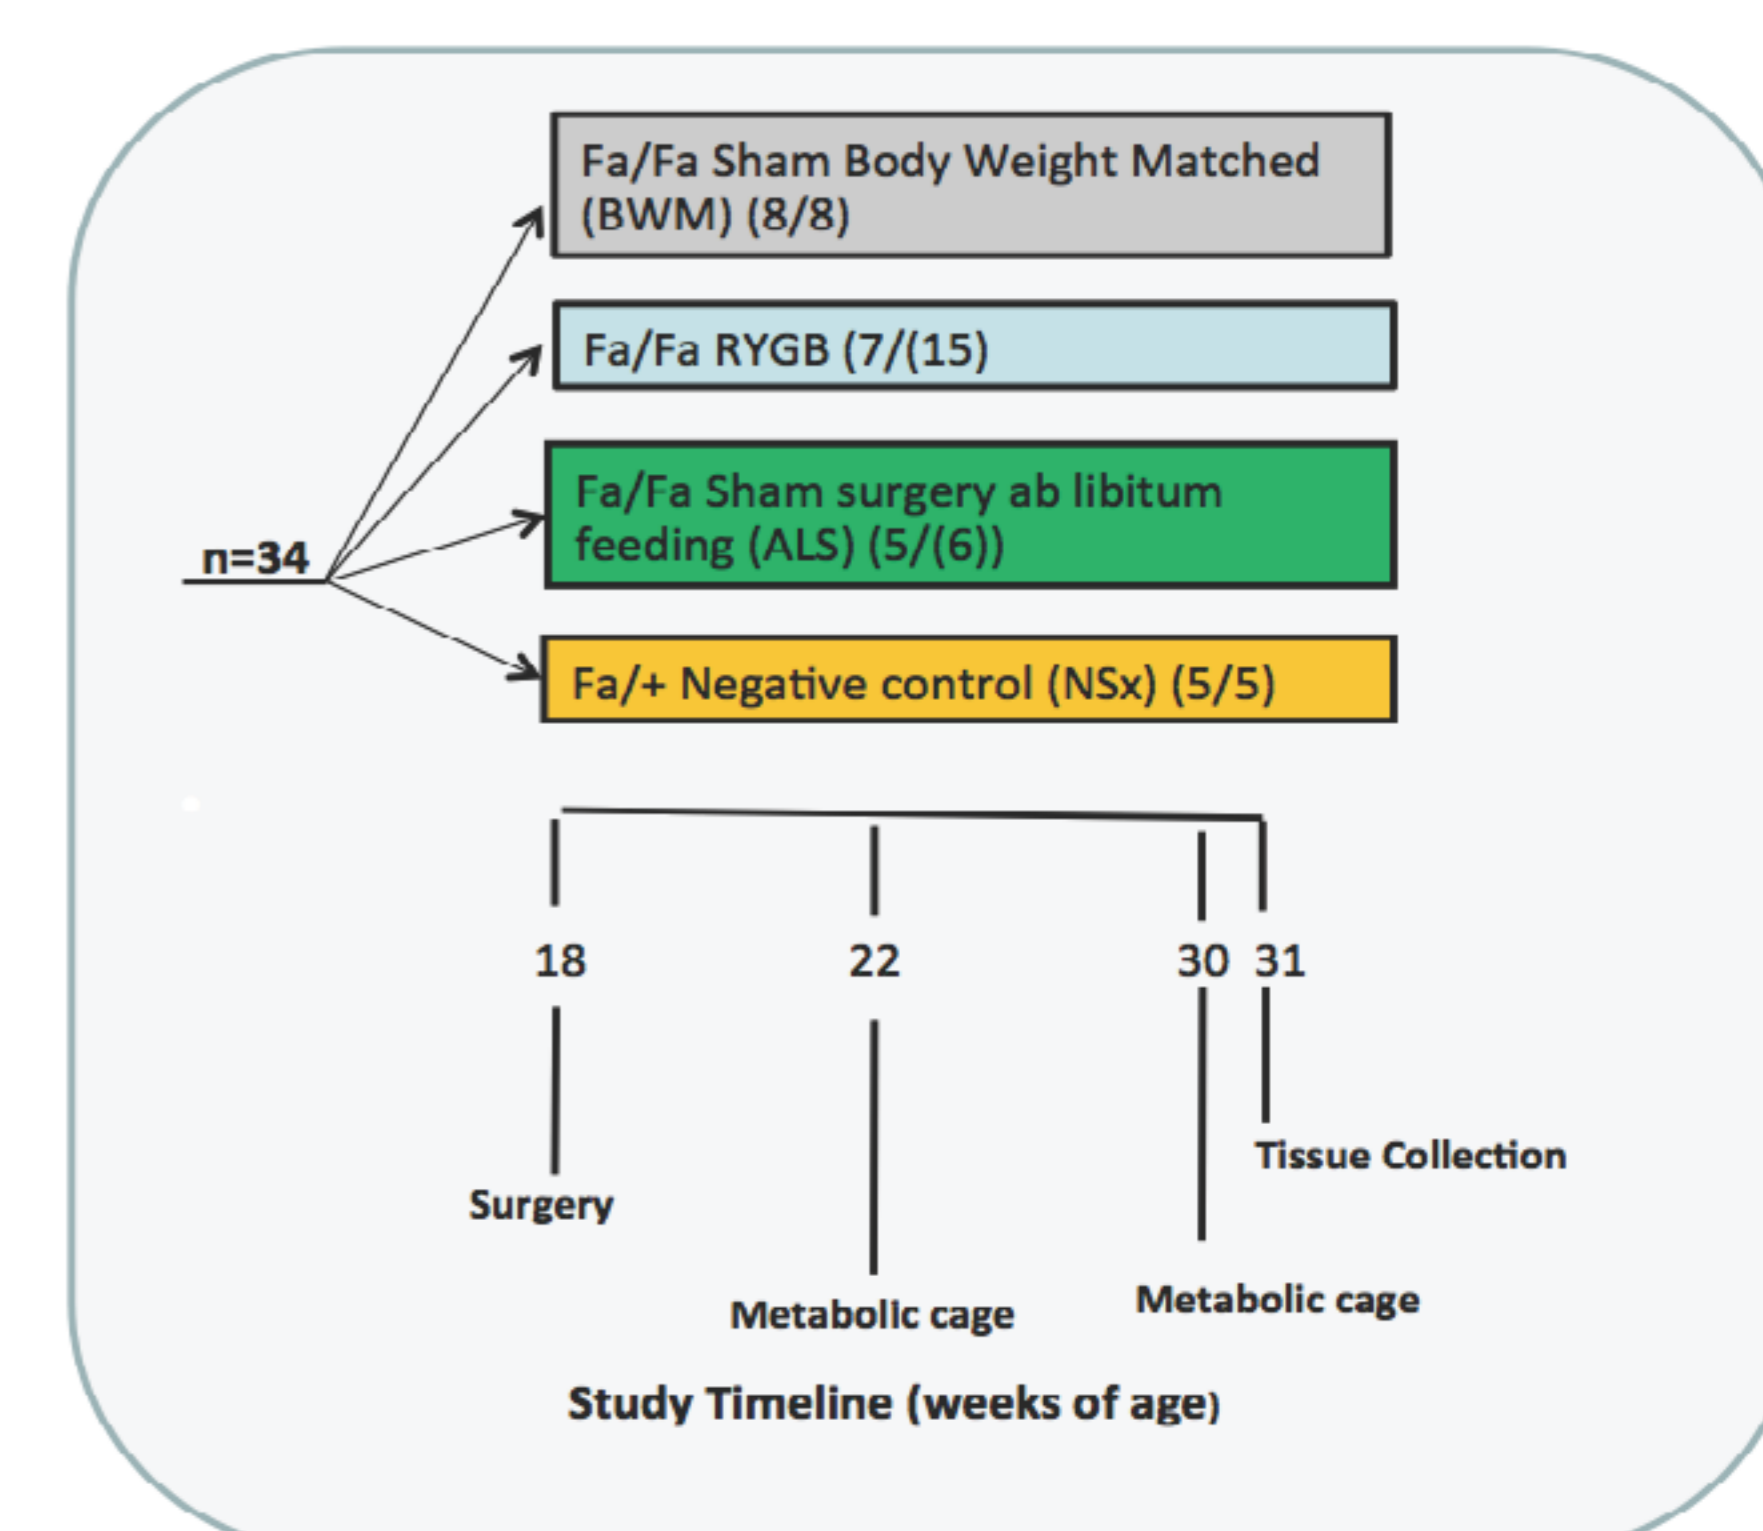 Fa/Fa Sham Body Weight Matched
(BWM) (8/8)
Fa/Fa RYGB (7/(15)
Fa/Fa Sham surgery ab libitum
feeding (ALS) (5/(6))
n=34
Fa/+ Negative control (NSx) (5/5)
18 22 30 31
Tissue Collection
Surgery
Metabolic cage Metabolic cage
Study Timeline (weeks of age)